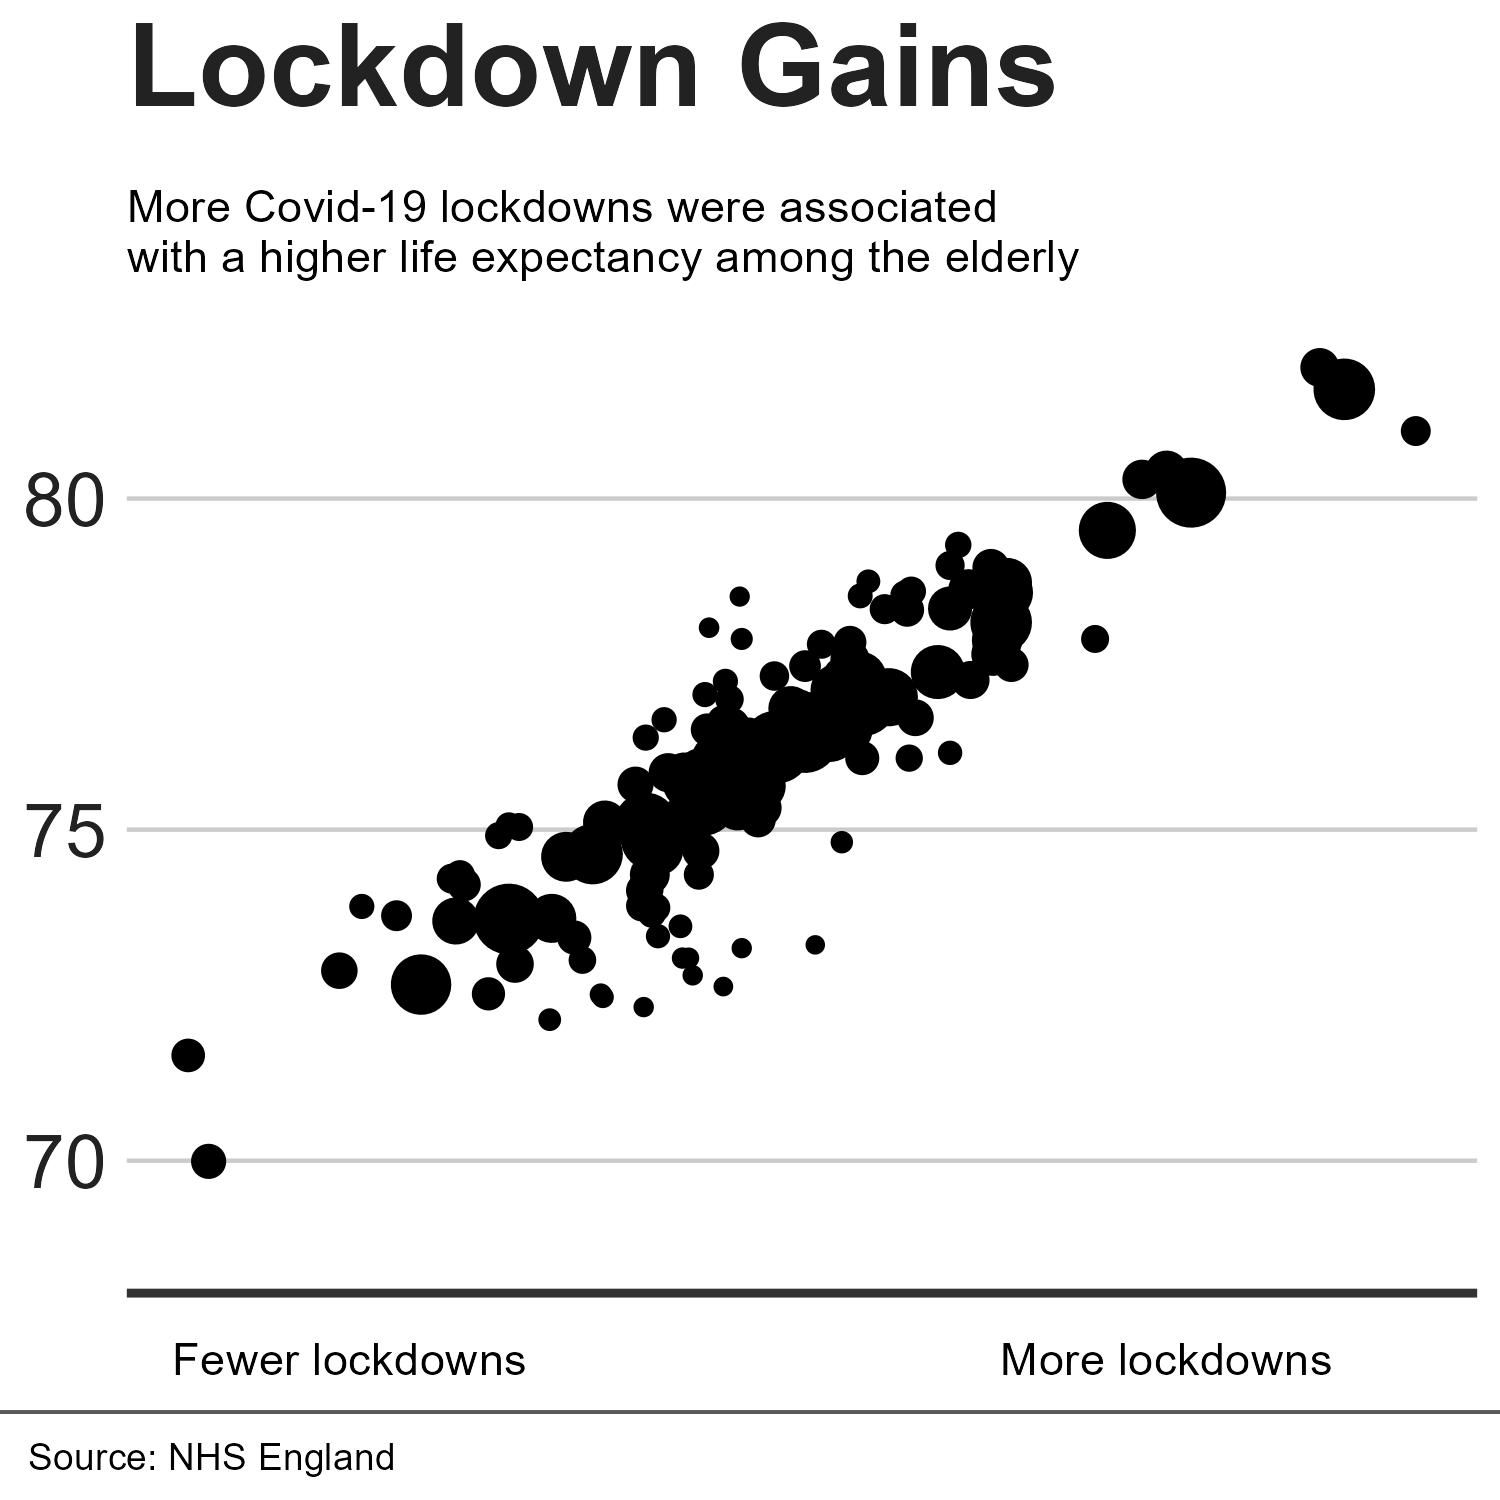 Lockdown Gains
More Covid-19 lockdowns were associated
with a higher life expectancy among the elderly
80
75
70
Fewer lockdowns
More lockdowns
Source: NHS England